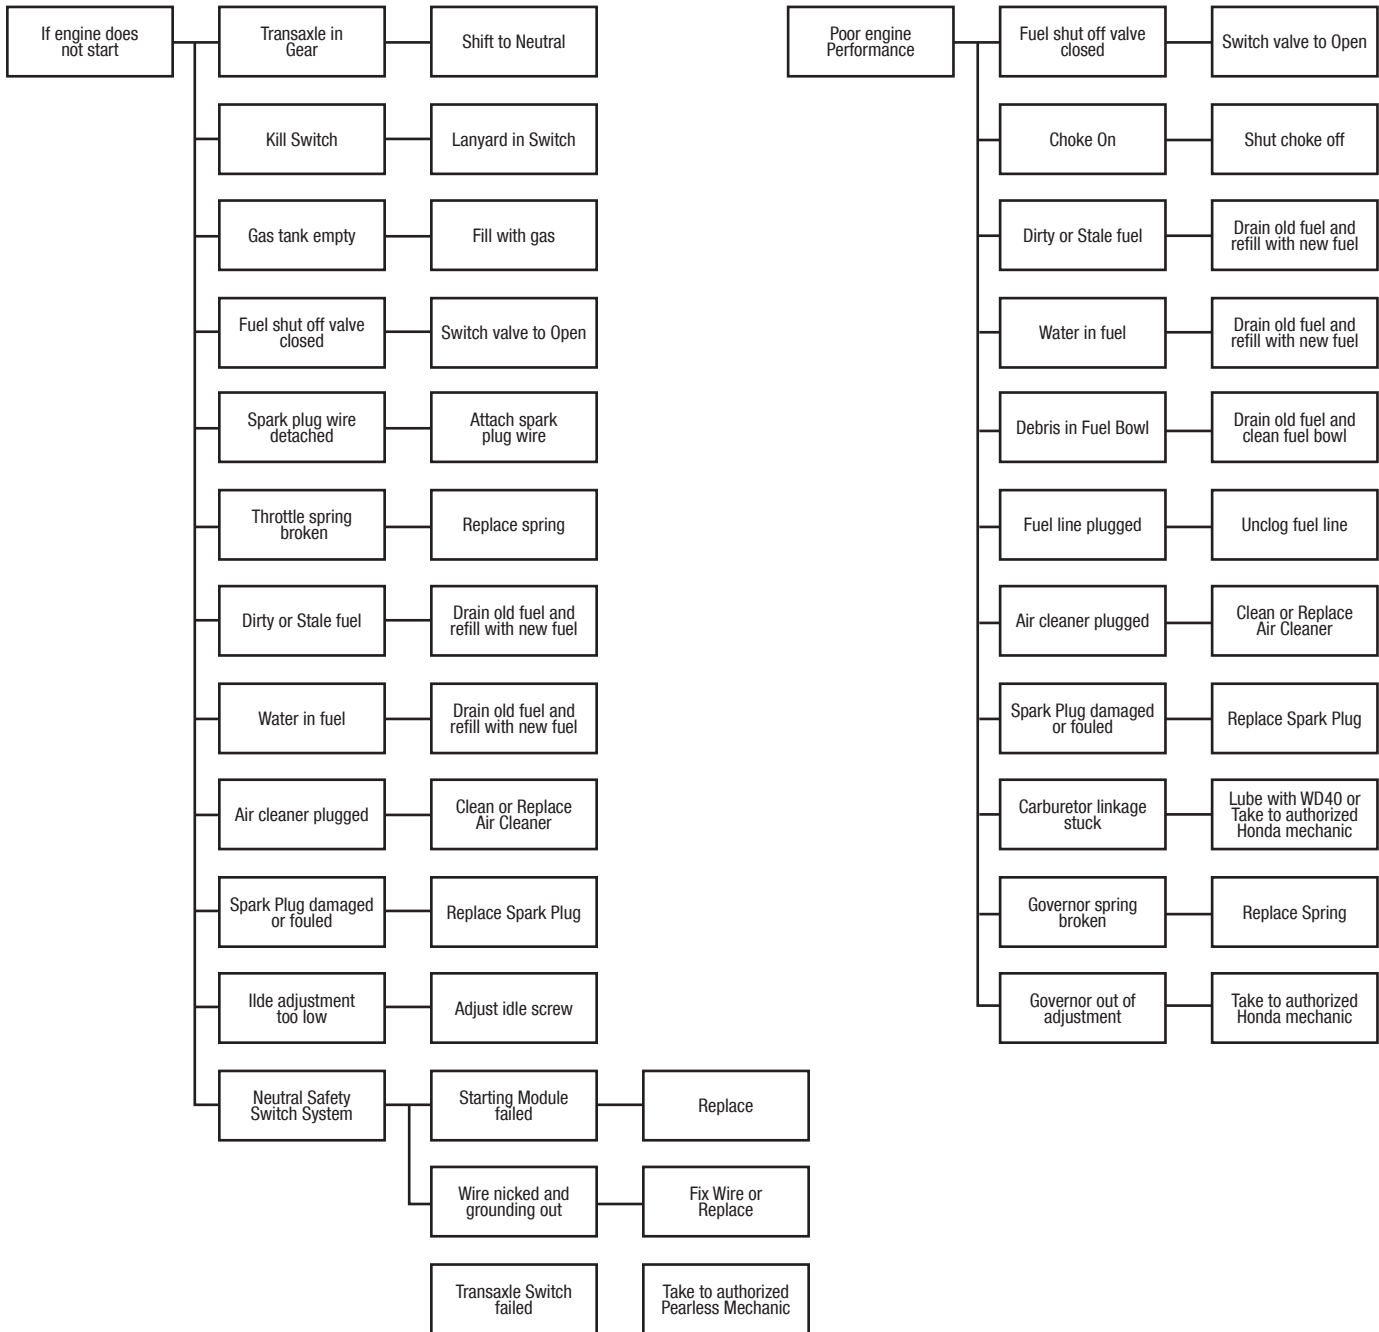 If engine does
not start
Transaxle in
Gear
Shift to Neutral
Kill Switch
Lanyard in Switch
Gas tank empty
Fill with gas
Fuel shut off valve
closed
Switch valve to Open
Spark plug wire
detached
Attach spark
plug wire
Throttle spring
broken
Replace spring
Dirty or Stale fuel
Drain old fuel and
refill with new fuel
Water in fuel
Drain old fuel and
refill with new fuel
Air cleaner plugged
Clean or Replace
Air Cleaner
Spark Plug damaged
or fouled
Replace Spark Plug
Ilde adjustment
too low
Adjust idle screw
Neutral Safety
Switch System
Starting Module
failed
Replace
Wire nicked and
grounding out
Fix Wire or
Replace
Transaxle Switch
failed
Take to authorized
Pearless Mechanic
Poor engine
Performance
Fuel shut off valve
closed
Switch valve to Open
Choke On
Shut choke off
Dirty or Stale fuel
Drain old fuel and
refill with new fuel
Water in fuel
Drain old fuel and
refill with new fuel
Debris in Fuel Bowl
Drain old fuel and
clean fuel bowl
Fuel line plugged
Unclog fuel line
Air cleaner plugged
Clean or Replace
Air Cleaner
Spark Plug damaged
or fouled
Replace Spark Plug
Carburetor linkage
stuck
Lube with WD40 or
Take to authorized
Honda mechanic
Governor spring
broken
Replace Spring
Governor out of
adjustment
Take to authorized
Honda mechanic